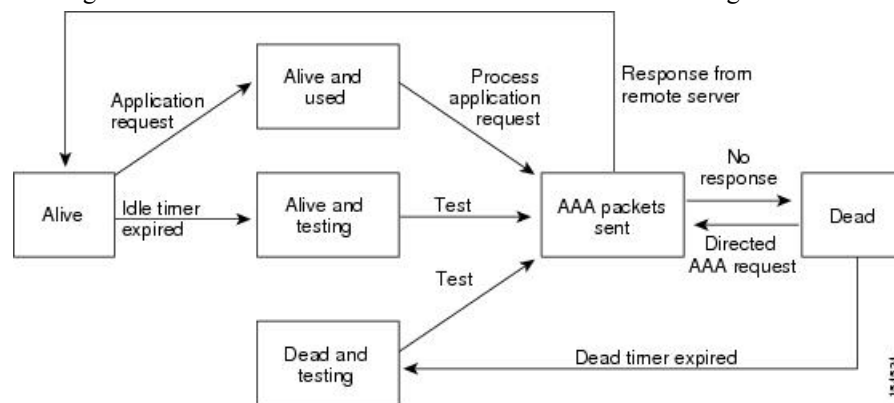 Alive and
used
Process
application
request
Response from
remote server
Application
request
No
response
Alive
Idle timer
expired
Alive and
testing
Test
AAA packets
sent
Dead
Directed
AAA request
Test
Dead and
testing
Dead timer expired